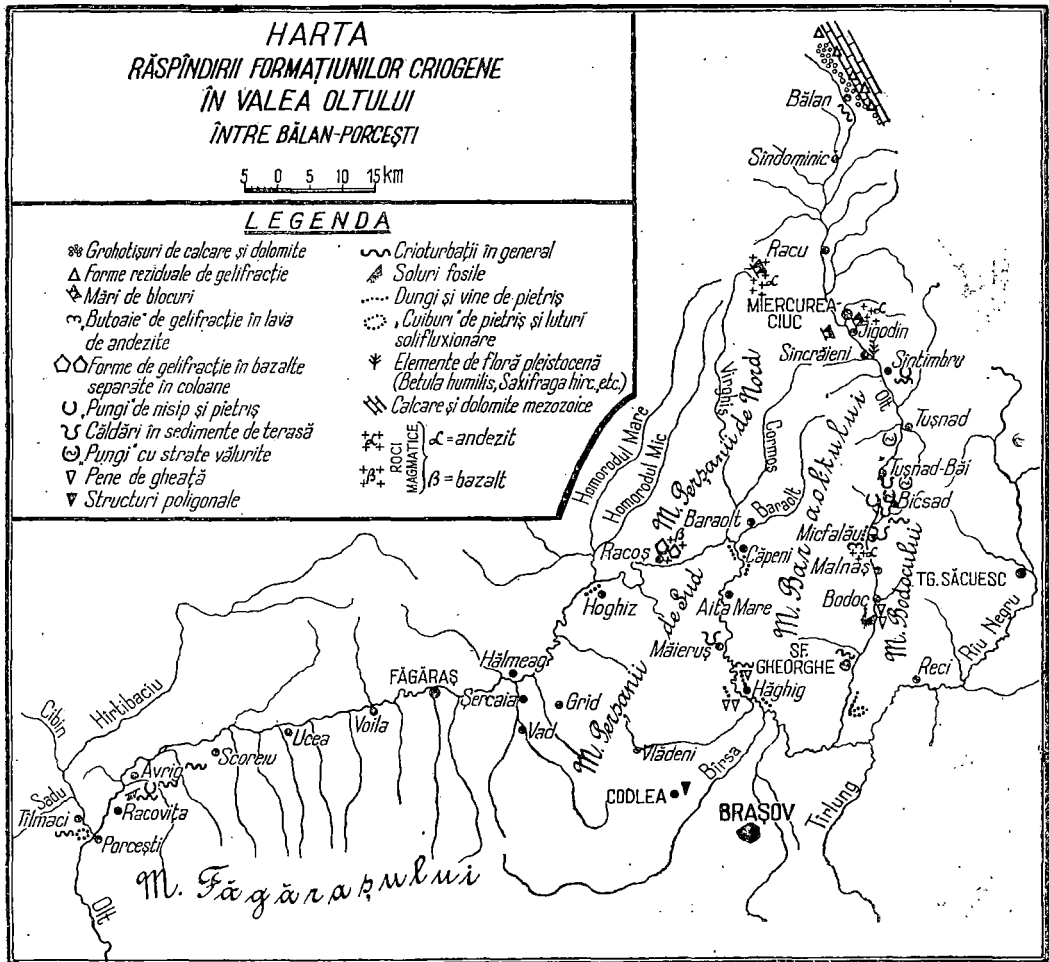 HARTA
RĂSPÎNDIRII FORMAȚIUNILOR CRIOGENE
ÎN VALEA OLTULUI
ÎNTRE BĂLAN-PORCEȘTI
5 0 5 10 15 km
LEGENDA
Grohotișuri de calcare și dolomite
Forme reziduale de gelifracție
Mări de blocuri
„Butoaie" de gelifracție în lava
de andezite
Forme de gelifracție în bazalte
separate în coloane
„Pungi" de nisip și pietriș
Căldări în sedimente de terasă
„Pungi" cu strate vălurite
Pene de gheață
Structuri poligonale
Crioturbații în general
Soluri fosile
Dungi și vine de pietriș
„Cuiburi" de pietriș și luturi
solifluxionare
Elemente de floră pleistocenă
(Betula humilis, Saxifraga hirc, etc.)
Calcare și dolomite mezozoice
ROCI
MAGMATICE
α = andezit
β = bazalt
Bălan
Sîndominic
Racu
α
MIERCUREA-
CIUC
α
Jigodin
Sîncrăieni
Sîntimbru
Olt
Tușnad
Tușnad-Băi
Bicsad
Micfalău
Malnaș
Bodoc
TG. SĂCUESC
Rîu Negru
Reci
SF.
GHEORGHE
M. Bodocului
M. Baraoltului
Vîrghiș
Cormoș
Homorodul Mare
Homorodul Mic
M. Perșanii de Nord
Baraolt
Baraolt
Racoș
β
Căpeni
Aita Mare
Hoghiz
Măieruș
de Sud
M. Perșanii
Hăghig
Hălmeag
FĂGĂRAȘ
Șercaia
Grid
Vad
Vlădeni
Bîrsa
CODLEA
BRAȘOV
Tîrlung
Voila
Ucea
Scoreiu
Hîrtibaciu
Cibin
Avrig
Sadu
Racovița
Tîlmaci
Porcești
M. Făgărașului
Olt